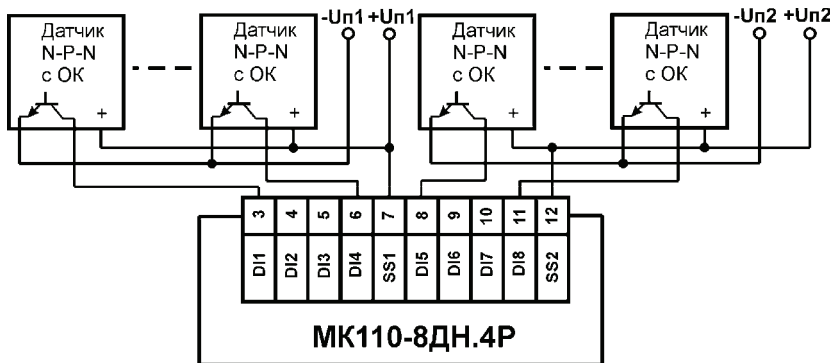 Датчик
N-P-N
с ОК
+
Датчик
N-P-N
с ОК
+
-Uп1
+Uп1
Датчик
N-P-N
с ОК
+
Датчик
N-P-N
с ОК
+
-Uп2
+Uп2
3
4
5
6
7
8
9
10
11
12
DI1
DI2
DI3
DI4
SS1
DI5
DI6
DI7
DI8
SS2
МК110-8ДН.4Р